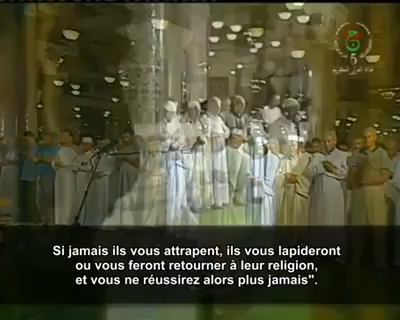 5
Si jamais ils vous attrapent, ils vous lapideront
ou vous feront retourner à leur religion,
et vous ne réussirez alors plus jamais".